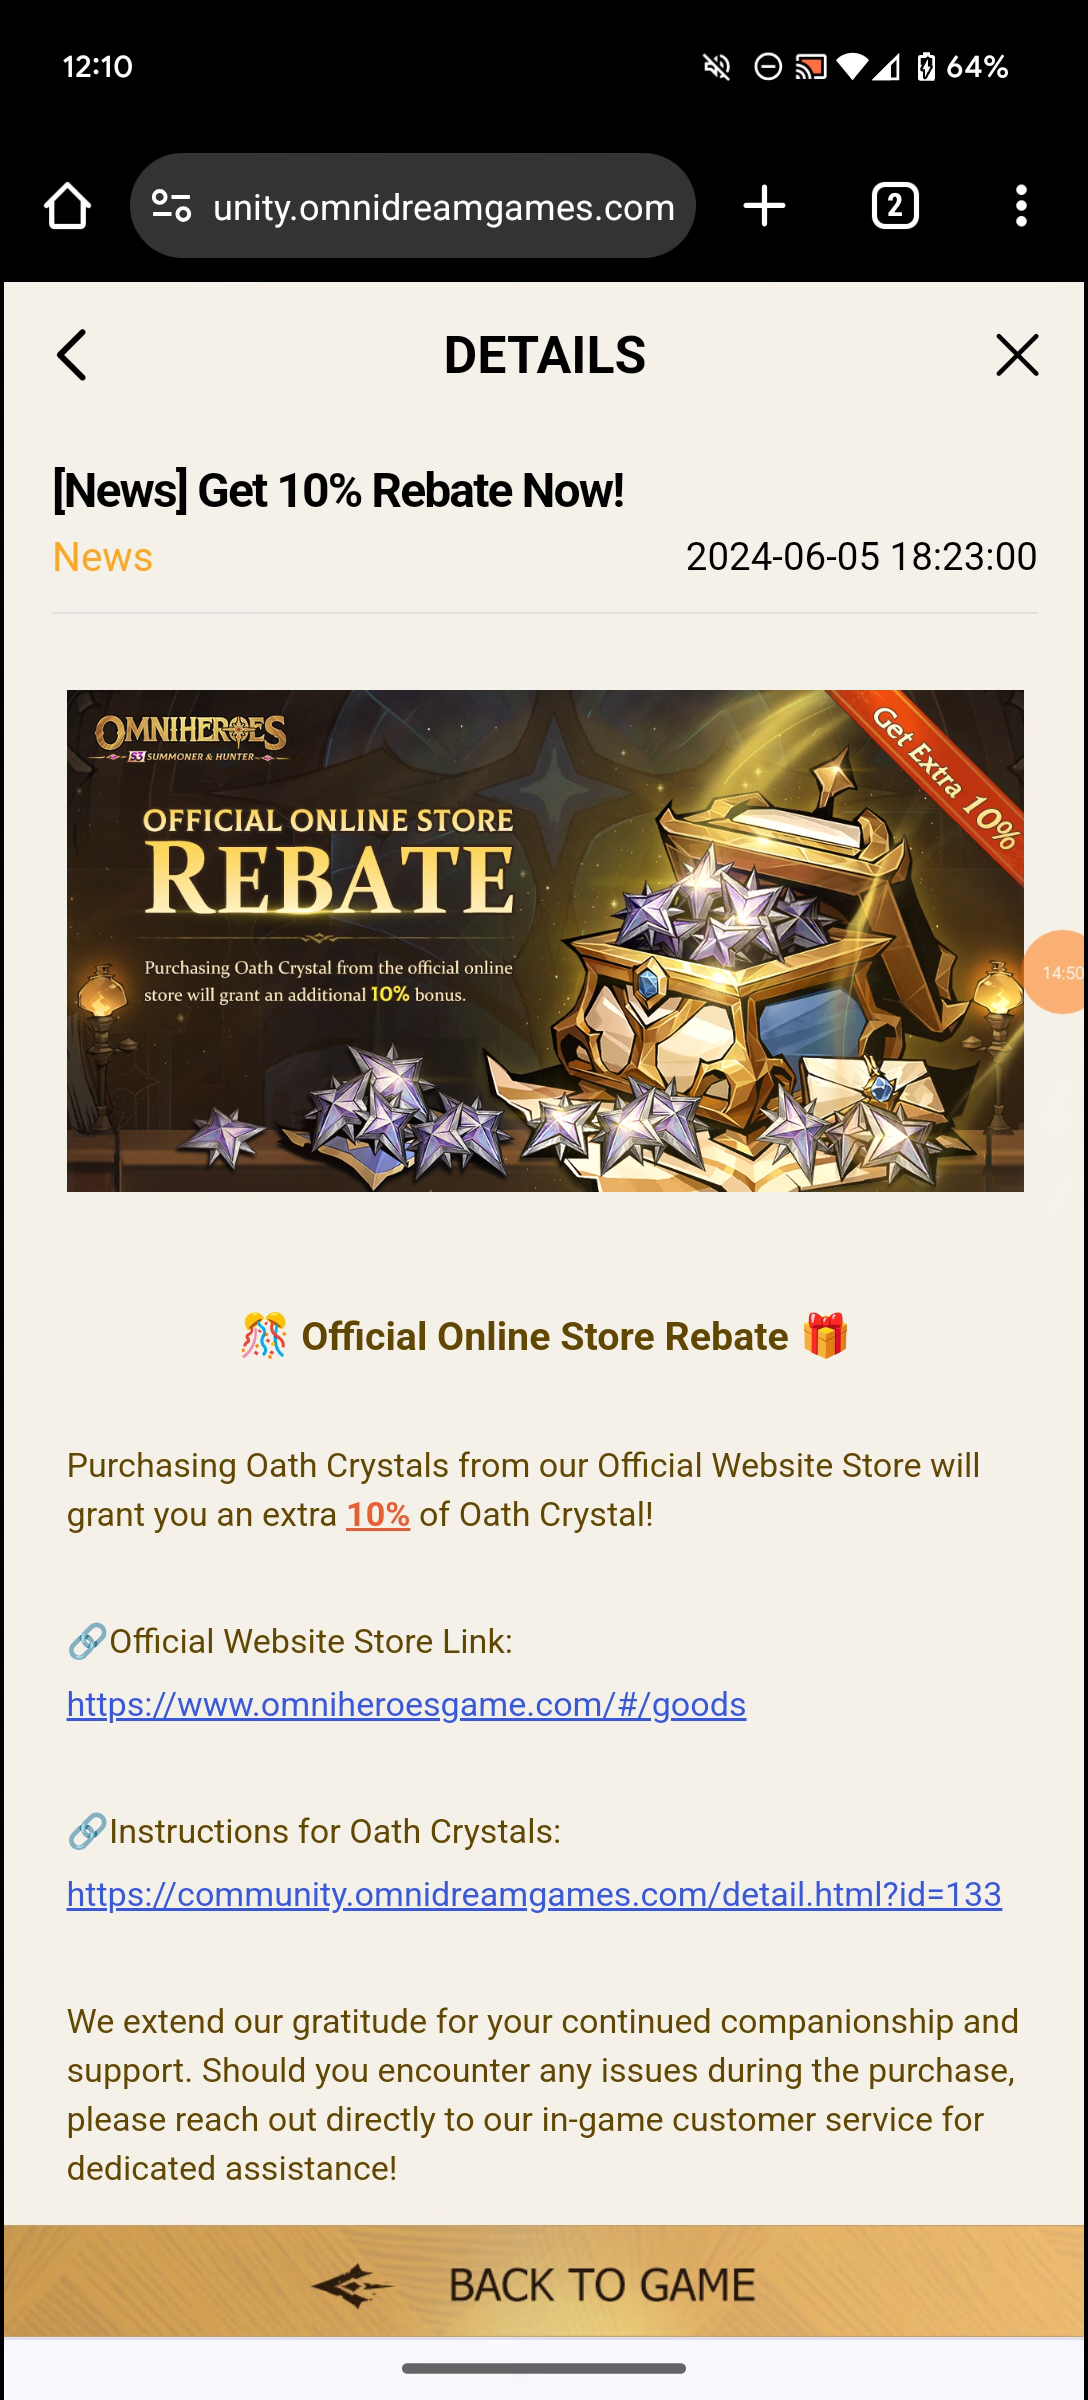 12:10
64%
unity.omnidreamgames.com
2
DETAILS
[News] Get 10% Rebate Now!
News
2024-06-05 18:23:00
OMNIHEROES
S3 SUMMONER & HUNTER
Get Extra 10%
OFFICIAL ONLINE STORE
REBATE
Purchasing Oath Crystal from the official online
store will grant an additional 10% bonus.
14:50
🎊 Official Online Store Rebate 🎁
Purchasing Oath Crystals from our Official Website Store will
grant you an extra 10% of Oath Crystal!
🔗Official Website Store Link:
https://www.omniheroesgame.com/#/goods
🔗Instructions for Oath Crystals:
https://community.omnidreamgames.com/detail.html?id=133
We extend our gratitude for your continued companionship and
support. Should you encounter any issues during the purchase,
please reach out directly to our in-game customer service for
dedicated assistance!
BACK TO GAME